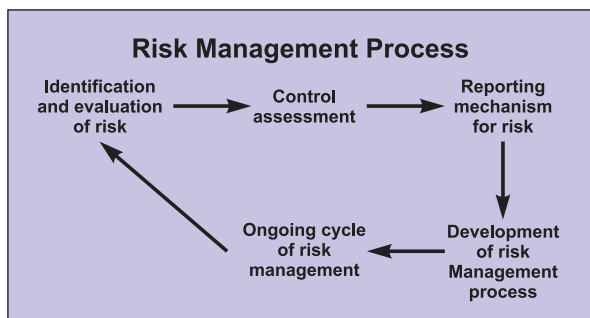 Risk Management Process
Identification
and evaluation
of risk
Control
assessment
Reporting
mechanism
for risk
Ongoing cycle
of risk
management
Development
of risk
Management
process